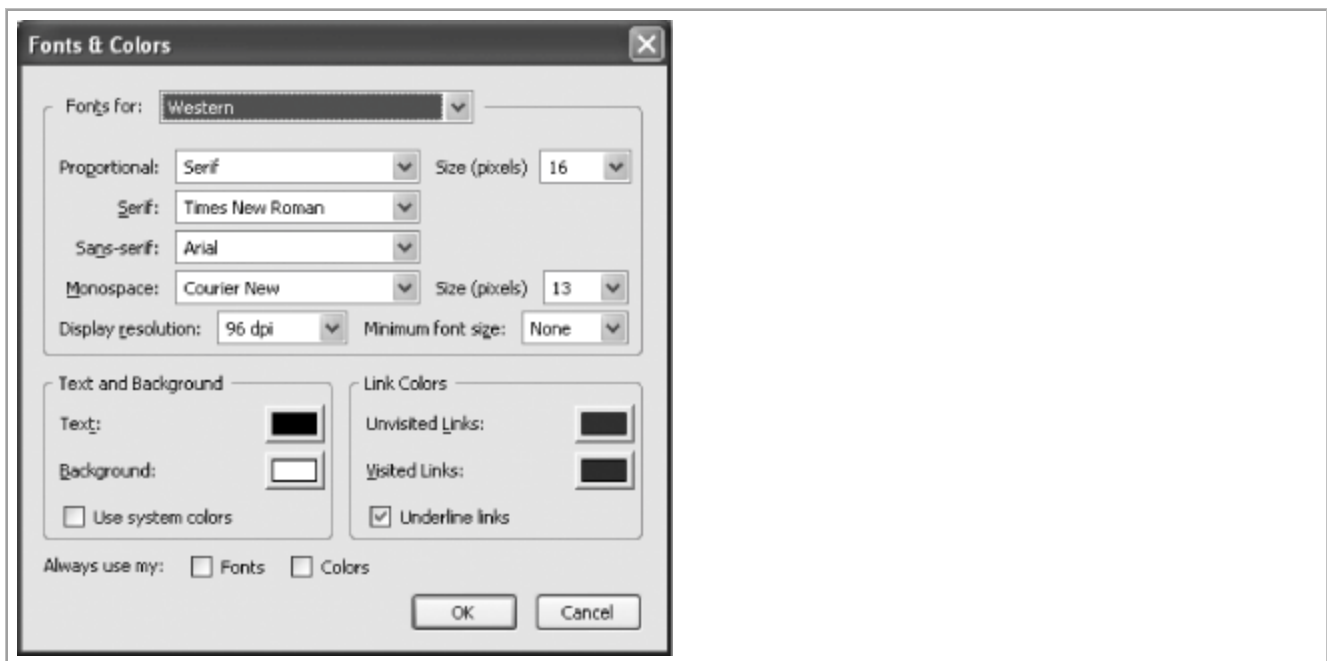 Fonts & Colors
Fonts for: Western
Proportional: Serif Size (pixels) 16
Serif: Times New Roman
Sans-serif: Arial
Monospace: Courier New Size (pixels) 13
Display resolution: 96 dpi Minimum font size: None
Text and Background Link Colors
Text: Unvisited Links:
Background: Visited Links:
Use system colors Underline links
Always use my: Fonts Colors
OK Cancel